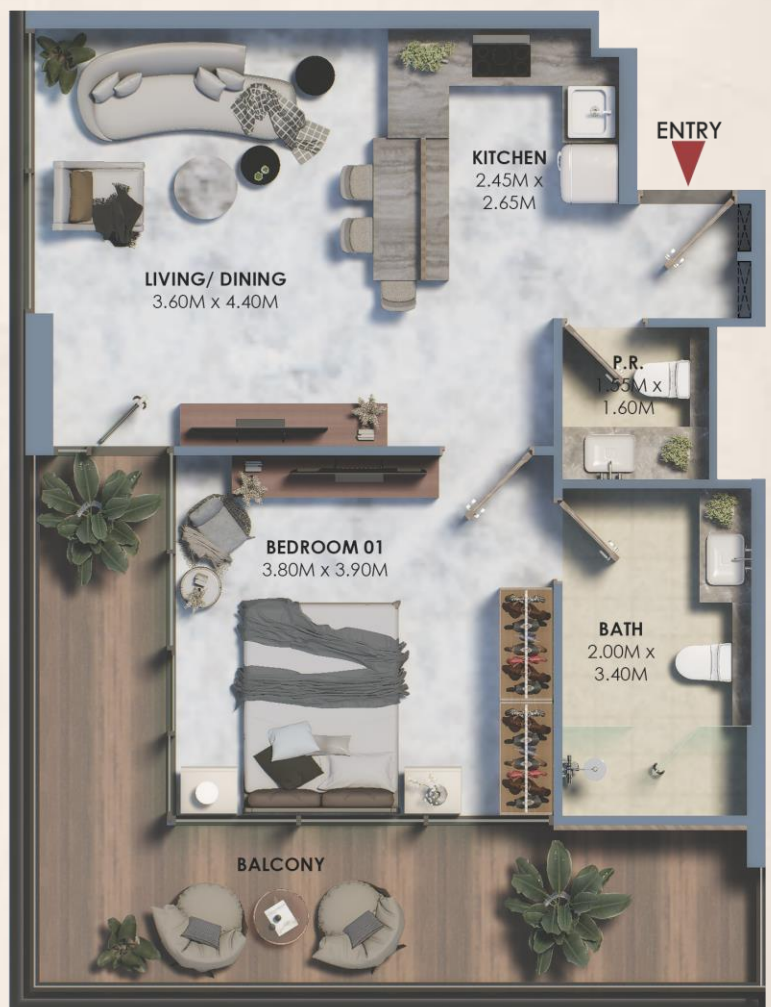 ENTRY
KITCHEN
2.45M x
2.65M
LIVING/ DINING
3.60M x 4.40M
P.R.
1.55M x
1.60M
BEDROOM 01
3.80M x 3.90M
BATH
2.00M x
3.40M
BALCONY